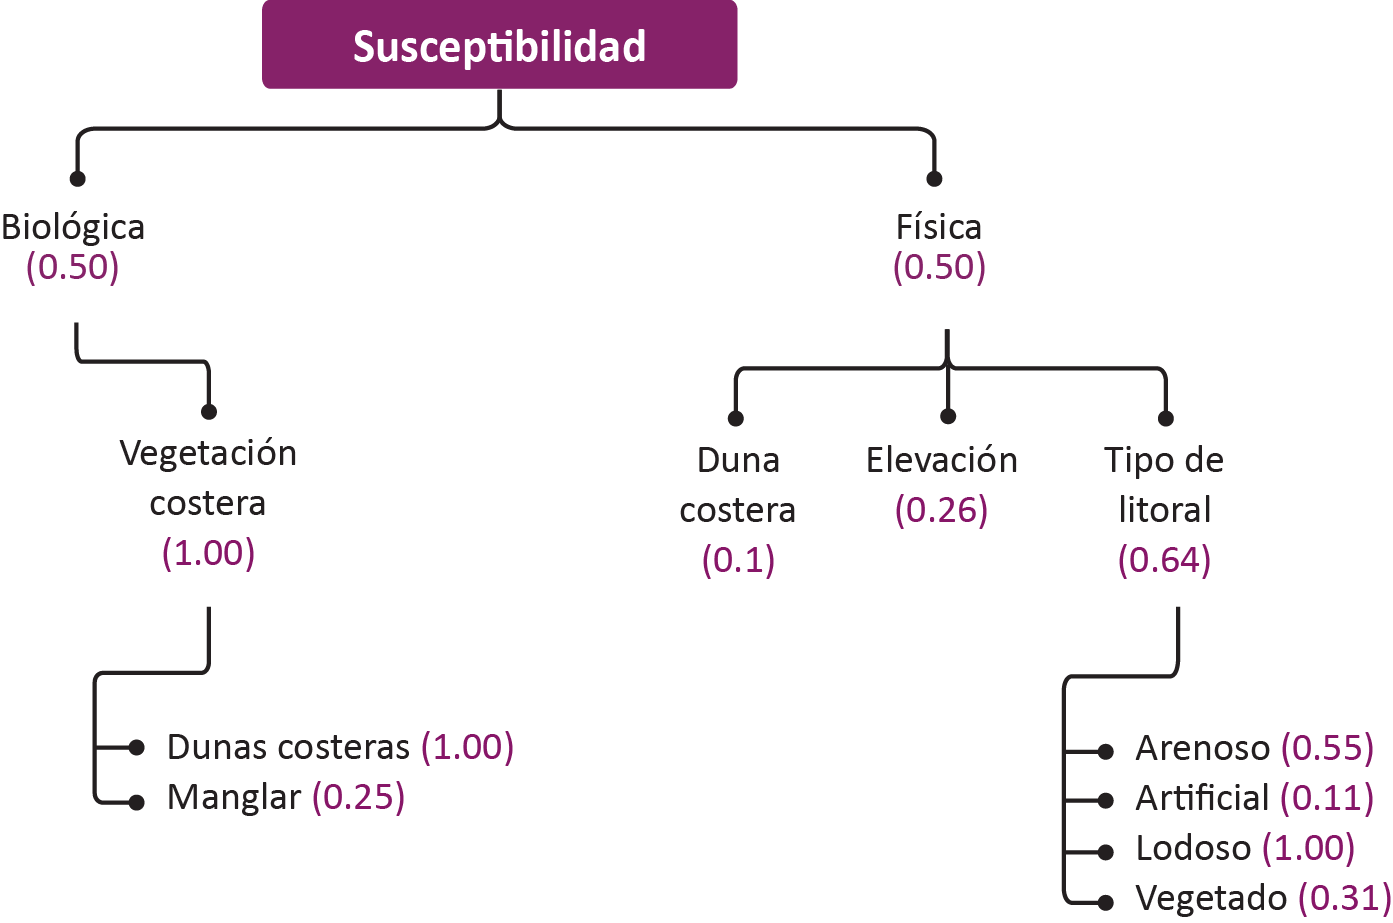 Susceptibilidad
Biológica
(0.50)
Física
(0.50)
Vegetación
costera
(1.00)
Duna
costera
(0.1)
Elevación
(0.26)
Tipo de
litoral
(0.64)
Dunas costeras (1.00)
Manglar (0.25)
Arenoso (0.55)
Artificial (0.11)
Lodoso (1.00)
Vegetado (0.31)